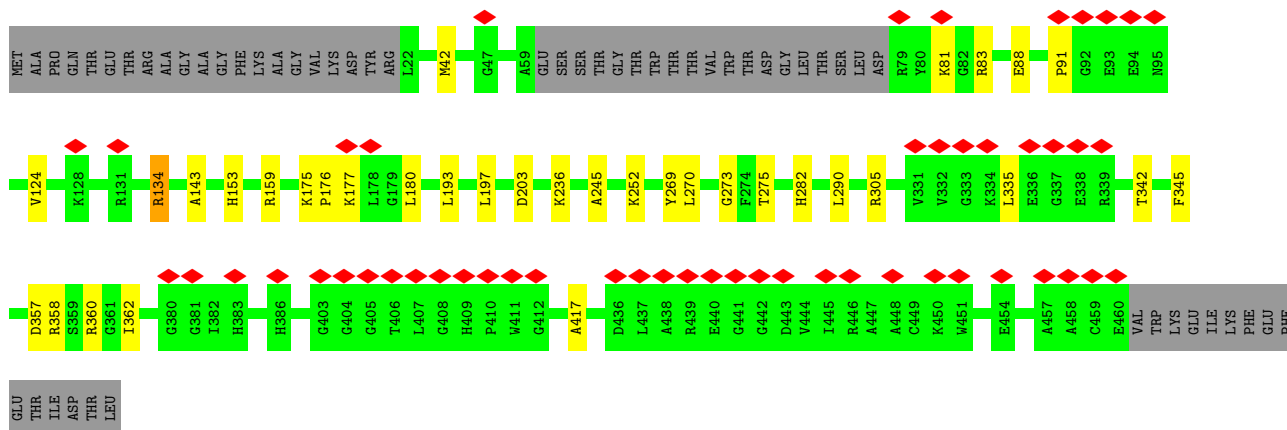 MET ALA PRO GLN THR GLU THR ARG ALA GLY ALA GLY PHE LYS ALA GLY VAL LYS ASP TYR ARG L22 M42 G47 A59 GLU SER SER THR GLY THR TRP THR THR VAL TRP THR ASP GLY LEU THR SER LEU ASP R79 Y80 K81 G82 R83 E88 P91 G92 E93 E94 N95
V124 K128 R131 R134 A143 H153 R159 K175 P176 K177 L178 G179 L180 L193 L197 D203 K236 A245 K252 Y269 L270 G273 F274 T275 H282 L290 R305 V331 V332 G333 K334 L335 E336 G337 E338 R339 T342 F345
D357 R358 S359 R360 G361 I362 G380 G381 I382 H383 H386 G403 G404 G405 T406 L407 G408 H409 P410 W411 G412 A417 D436 L437 A438 R439 E440 G441 G442 D443 V444 I445 R446 A447 A448 C449 K450 W451 E454 A457 A458 C459 E460 VAL TRP LYS GLU ILE LYS PHE GLU PHE
GLU THR ILE ASP THR LEU